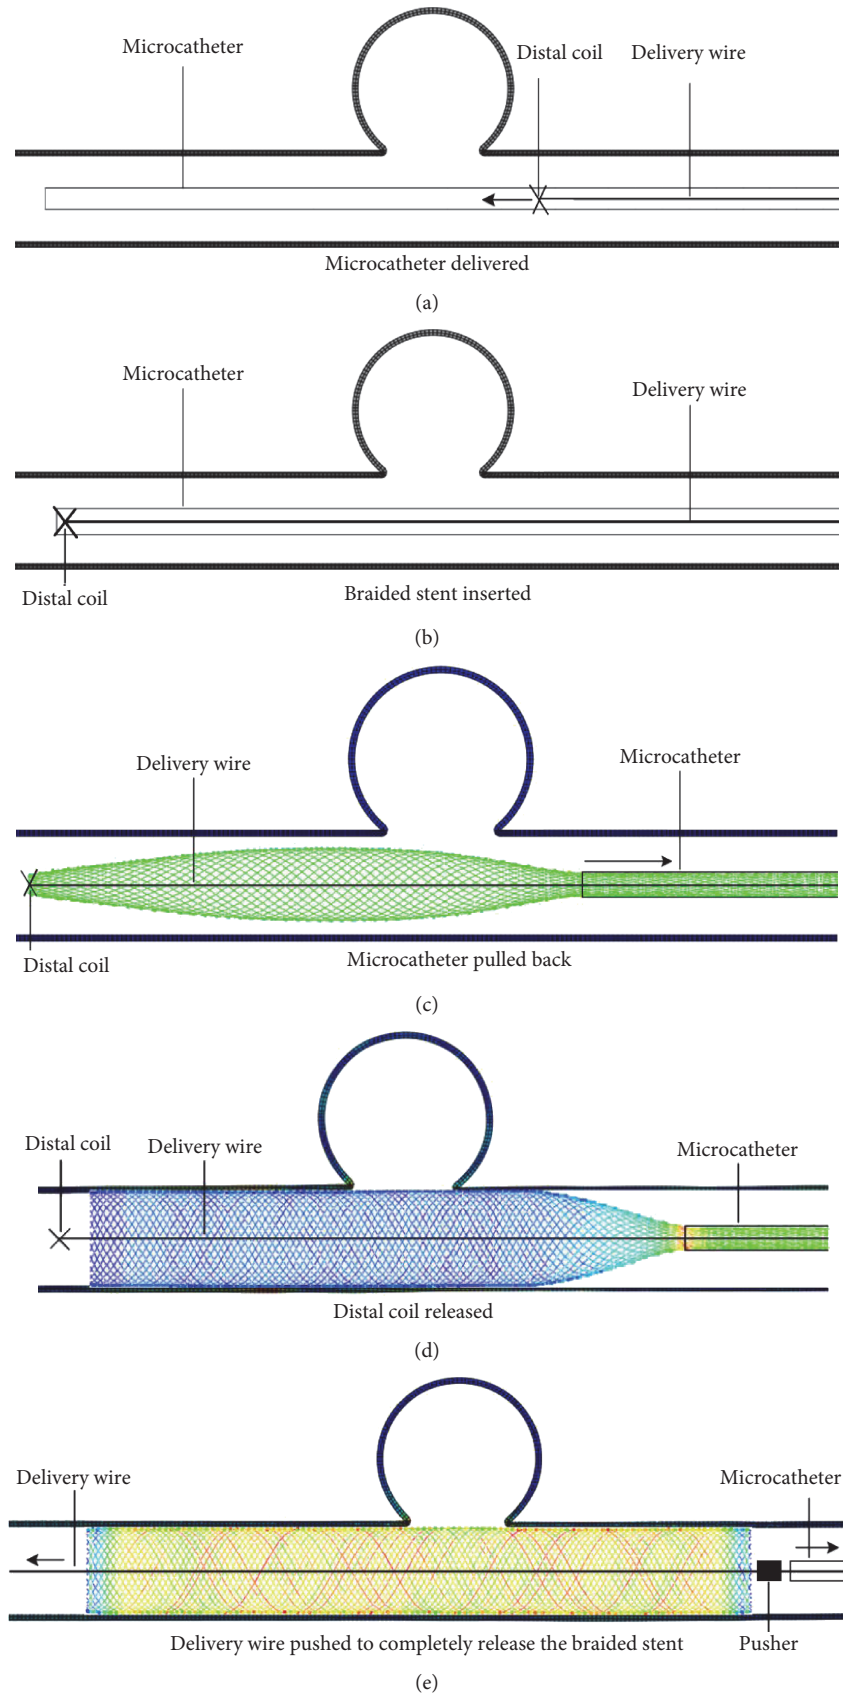 Microcatheter
Distal coil
Delivery wire
Microcatheter delivered
(a)
Microcatheter
Delivery wire
Distal coil
Braided stent inserted
(b)
Delivery wire
Microcatheter
Distal coil
Microcatheter pulled back
(c)
Distal coil
Delivery wire
Microcatheter
Distal coil released
(d)
Delivery wire
Microcatheter
Delivery wire pushed to completely release the braided stent
Pusher
(e)